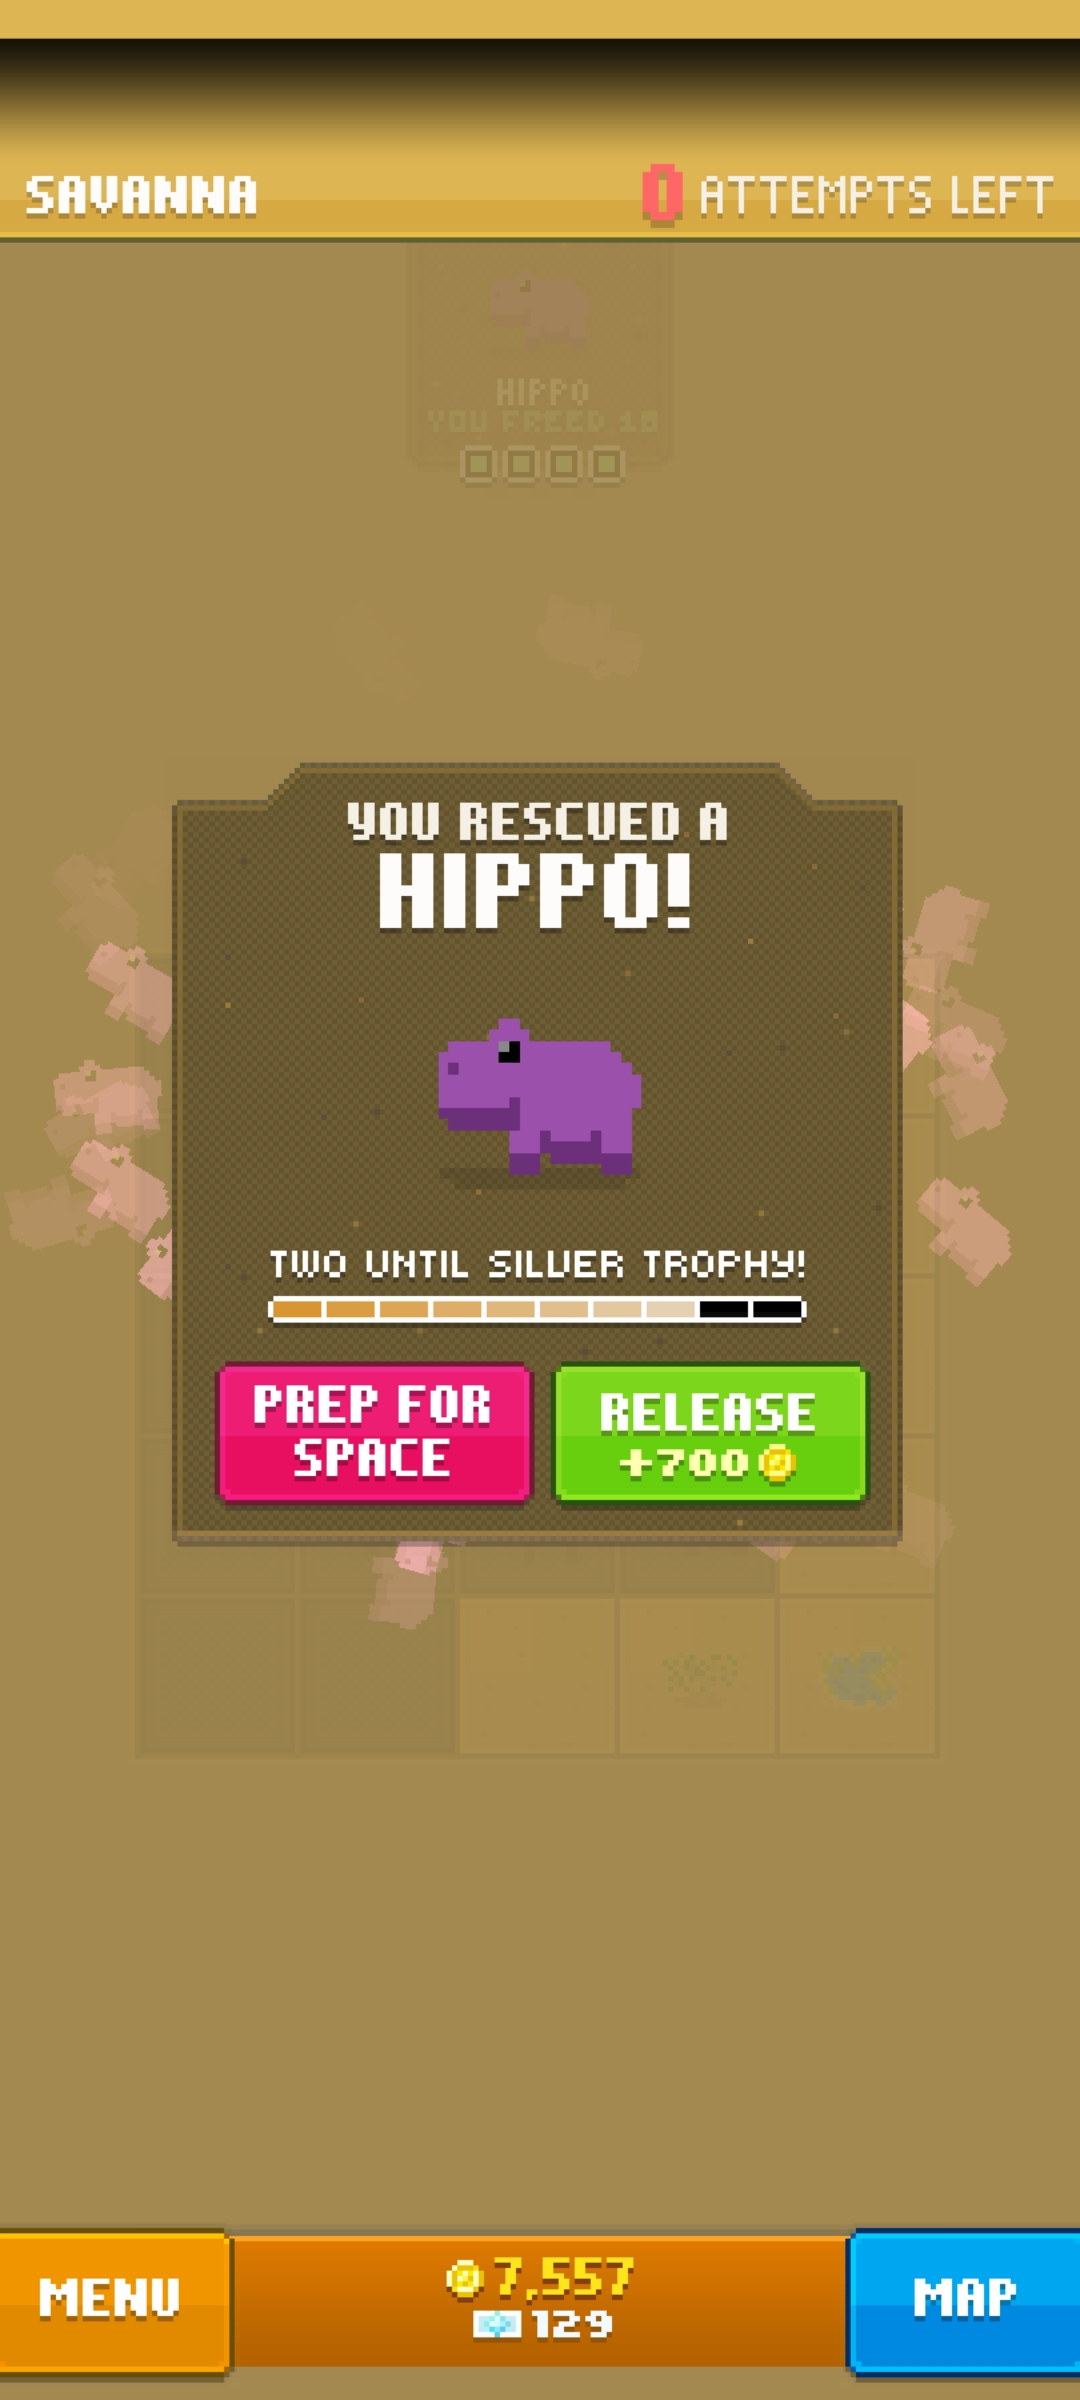 SAVANNA
0 ATTEMPTS LEFT
HIPPO
YOU FREED 18
YOU RESCUED A
HIPPO!
TWO UNTIL SILVER TROPHY!
PREP FOR
SPACE
RELEASE
+700
MENU
7,557
129
MAP